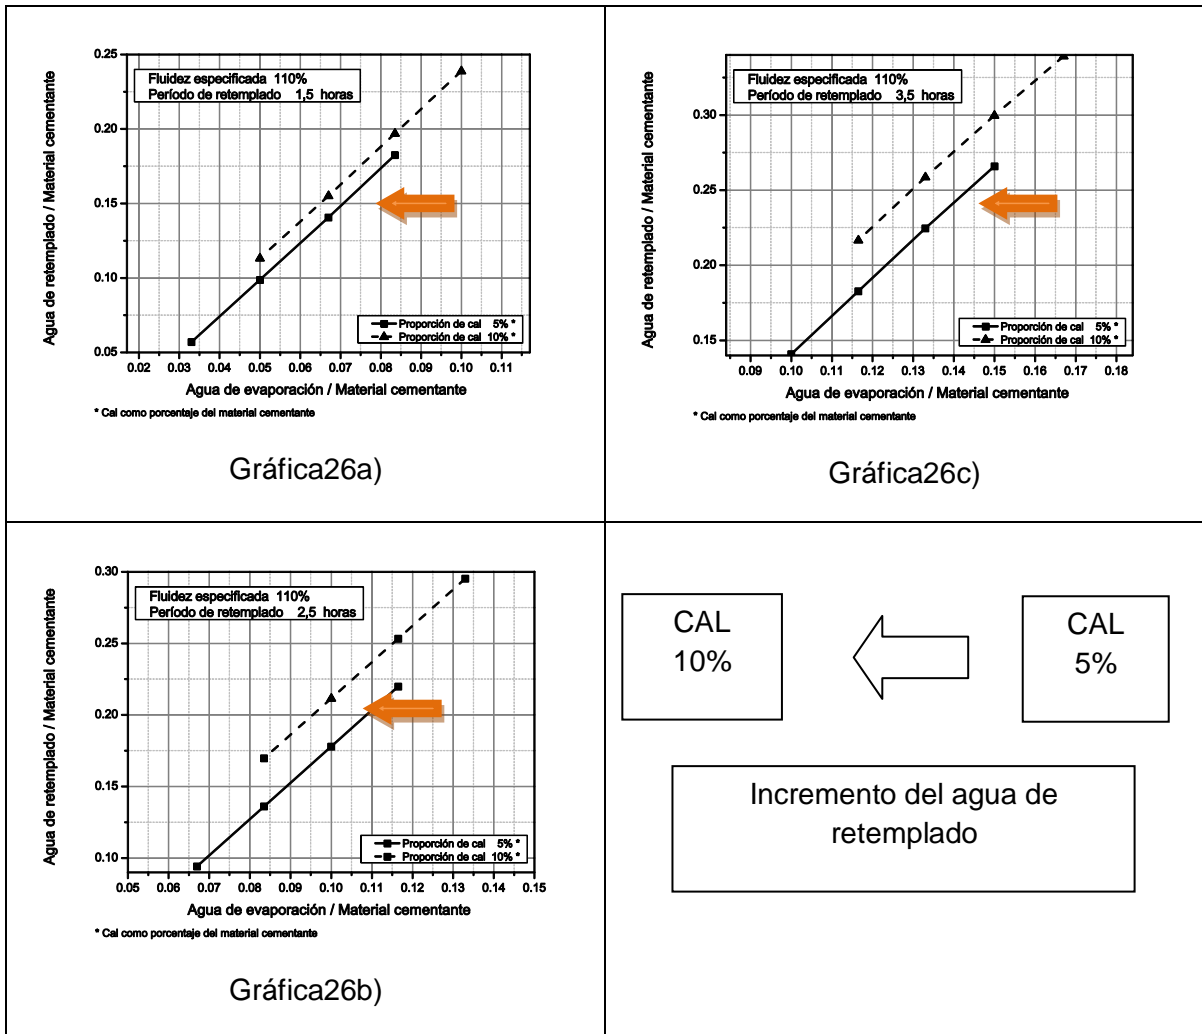 0.25
0.20
0.15
0.10
0.05
Agua de retemplado / Material cementante
Fluidez especificada 110%
Período de retemplado 1,5 horas
Proporción de cal 5% *
Proporción de cal 10% *
0.02 0.03 0.04 0.05 0.06 0.07 0.08 0.09 0.10 0.11
Agua de evaporación / Material cementante
* Cal como porcentaje del material cementante
Gráfica26a)
0.30
0.25
0.20
0.15
Agua de retemplado / Material cementante
Fluidez especificada 110%
Período de retemplado 3,5 horas
Proporción de cal 5% *
Proporción de cal 10% *
0.09 0.10 0.11 0.12 0.13 0.14 0.15 0.16 0.17 0.18
Agua de evaporación / Material cementante
* Cal como porcentaje del material cementante
Gráfica26c)
0.30
0.25
0.20
0.15
0.10
Agua de retemplado / Material cementante
Fluidez especificada 110%
Período de retemplado 2,5 horas
Proporción de cal 5% *
Proporción de cal 10% *
0.05 0.06 0.07 0.08 0.09 0.10 0.11 0.12 0.13 0.14 0.15
Agua de evaporación / Material cementante
* Cal como porcentaje del material cementante
Gráfica26b)
CAL
10%
CAL
5%
Incremento del agua de
retemplado